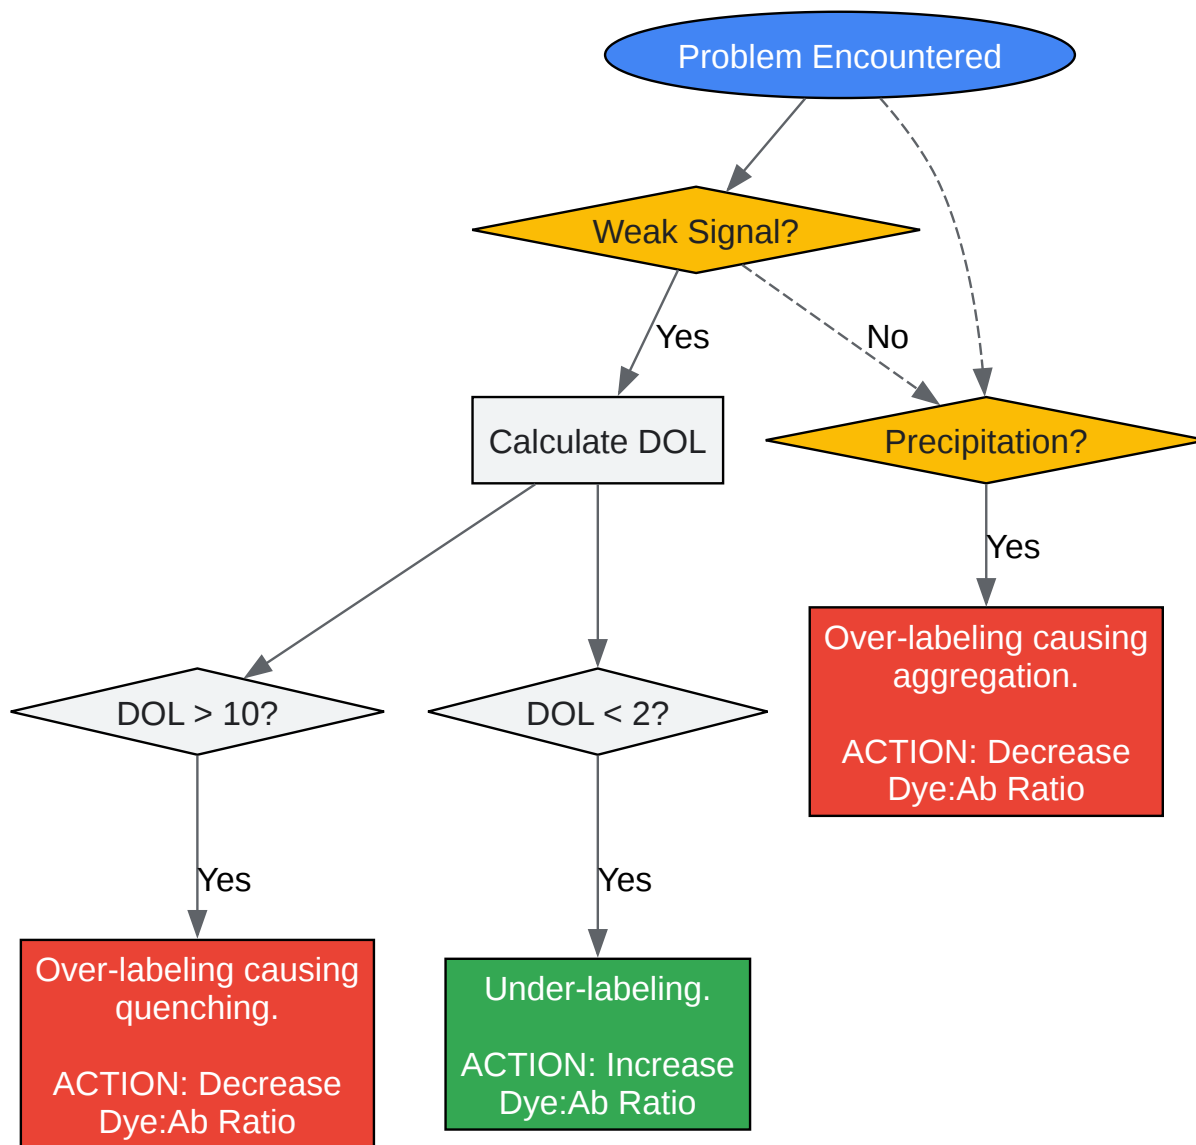 Problem Encountered
Weak Signal?
Yes
No
Calculate DOL
Precipitation?
Yes
Over-labeling causing
aggregation.
ACTION: Decrease
Dye:Ab Ratio
DOL > 10?
DOL < 2?
Yes
Yes
Over-labeling causing
quenching.
ACTION: Decrease
Dye:Ab Ratio
Under-labeling.
ACTION: Increase
Dye:Ab Ratio